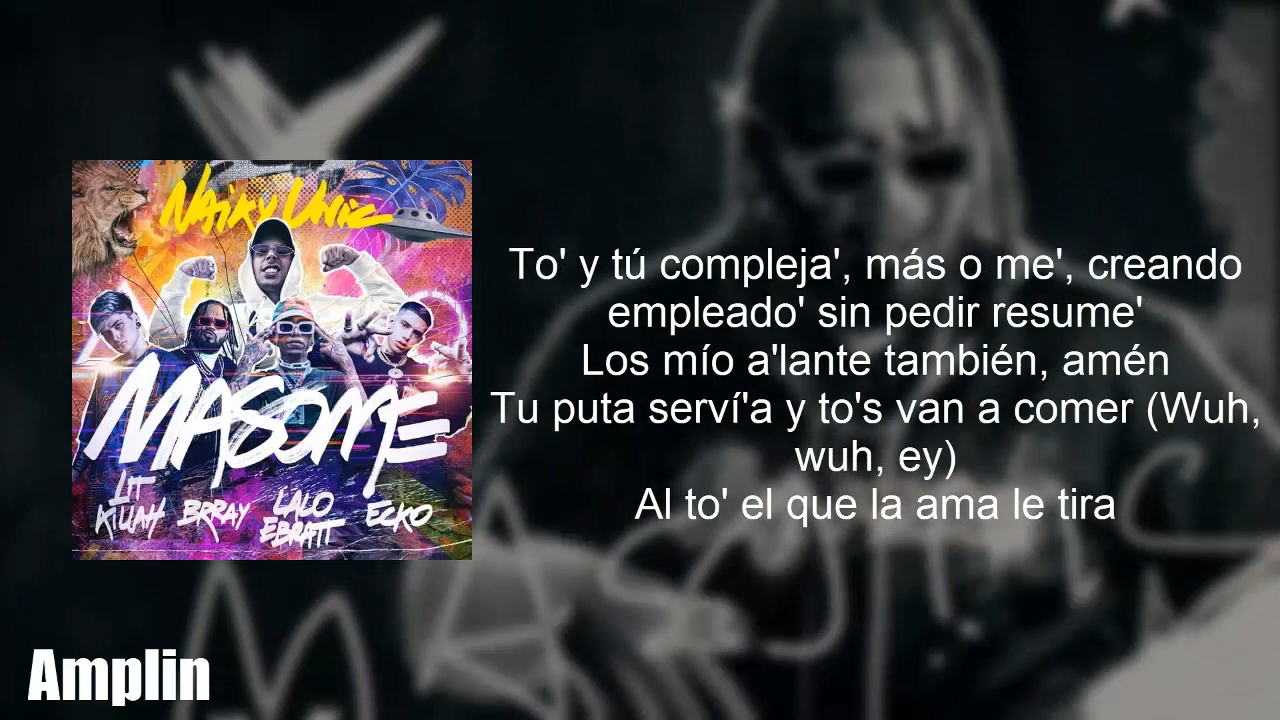 NAIKY UNIC
MASOME
LIT
KILLAH
BRRAY
LALO
EBRATT
ECKO
To' y tú compleja', más o me', creando
empleado' sin pedir resume'
Los mío a'lante también, amén
Tu puta serví'a y to's van a comer (Wuh,
wuh, ey)
Al to' el que la ama le tira
Amplin